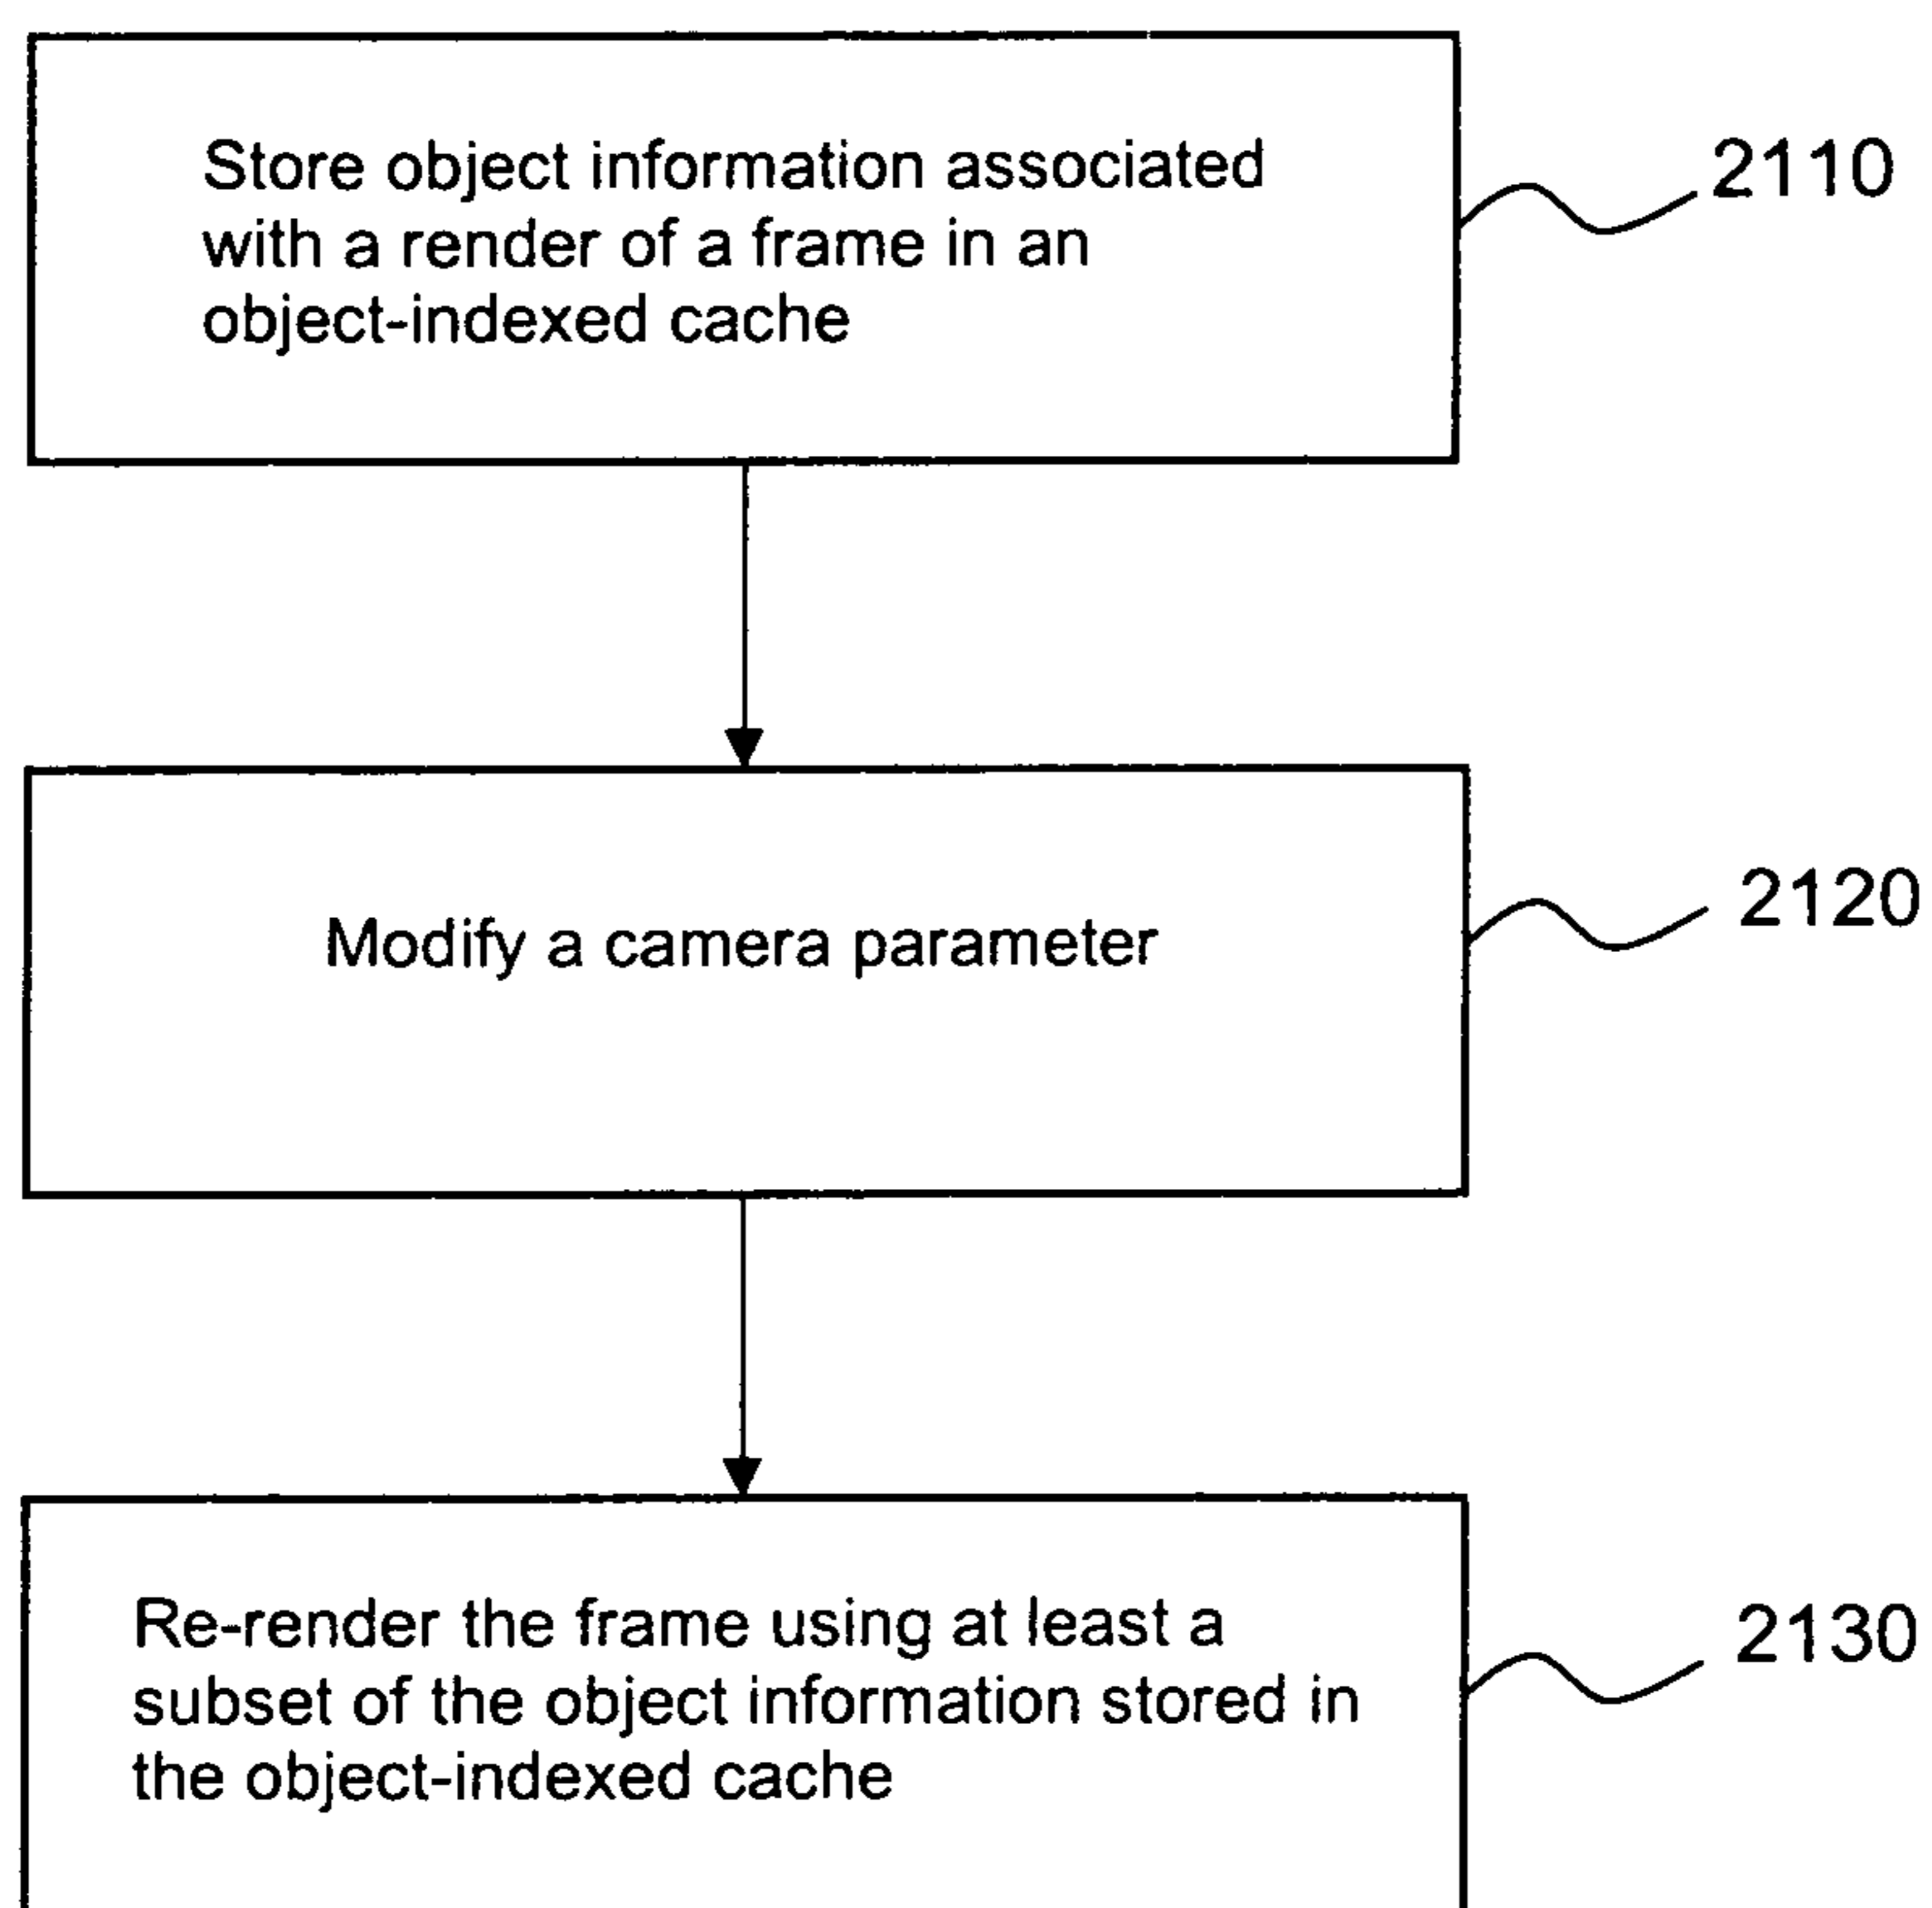 Store object information associated
with a render of a frame in an
object-indexed cache
2110
Modify a camera parameter
2120
Re-render the frame using at least a
subset of the object information stored in
the object-indexed cache
2130